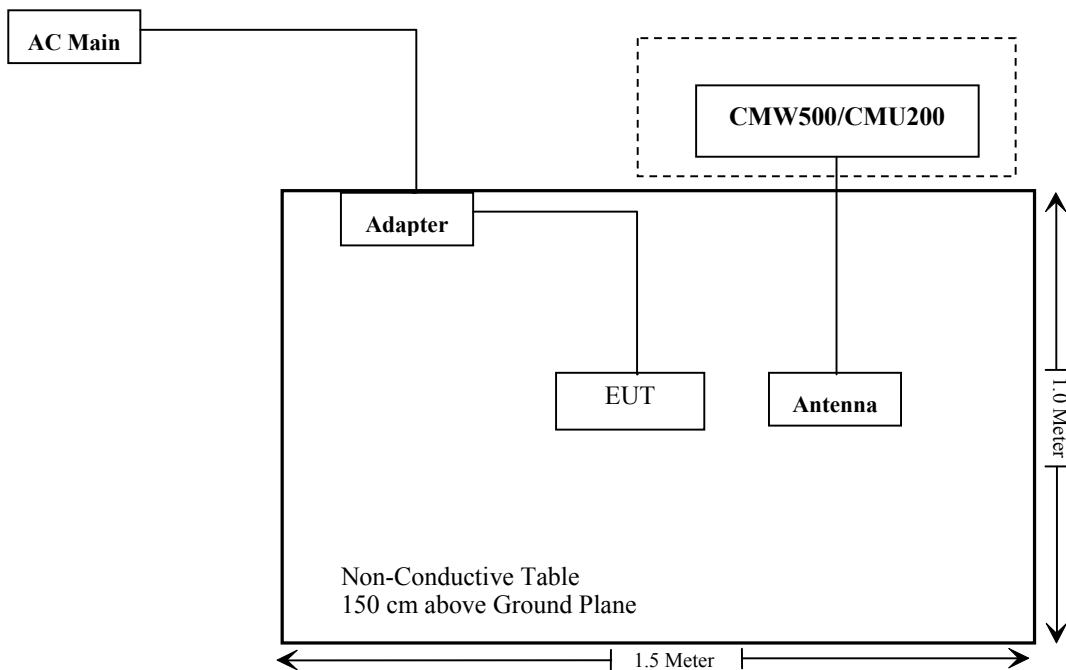 AC Main
CMW500/CMU200
Adapter
EUT
Antenna
1.0 Meter
Non-Conductive Table
150 cm above Ground Plane
1.5 Meter